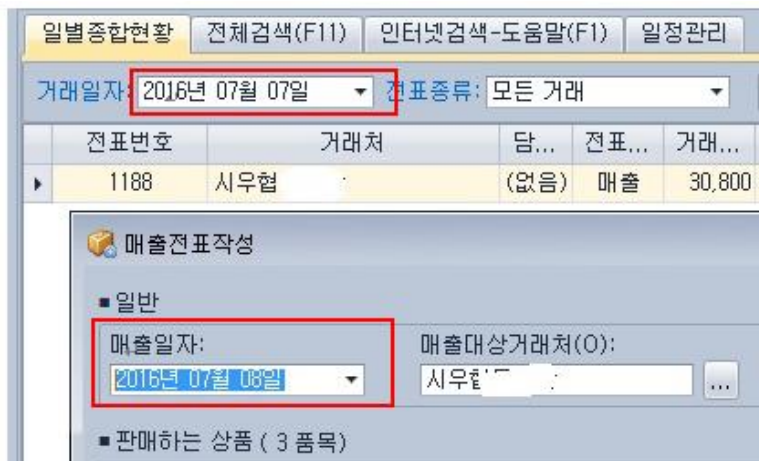 일별종합현황 전체검색(F11) 인터넷검색-도움말(F1) 일정관리
거래일자: 2016년 07월 07일 전표종류: 모든 거래
전표번호 거래처 담... 전표... 거래...
1188 시우협 (없음) 매출 30,800
매출전표작성
■ 일반
매출일자: 매출대상거래처(O):
2016년 07월 08일 시우협 ...
■ 판매하는 상품 ( 3 품목)